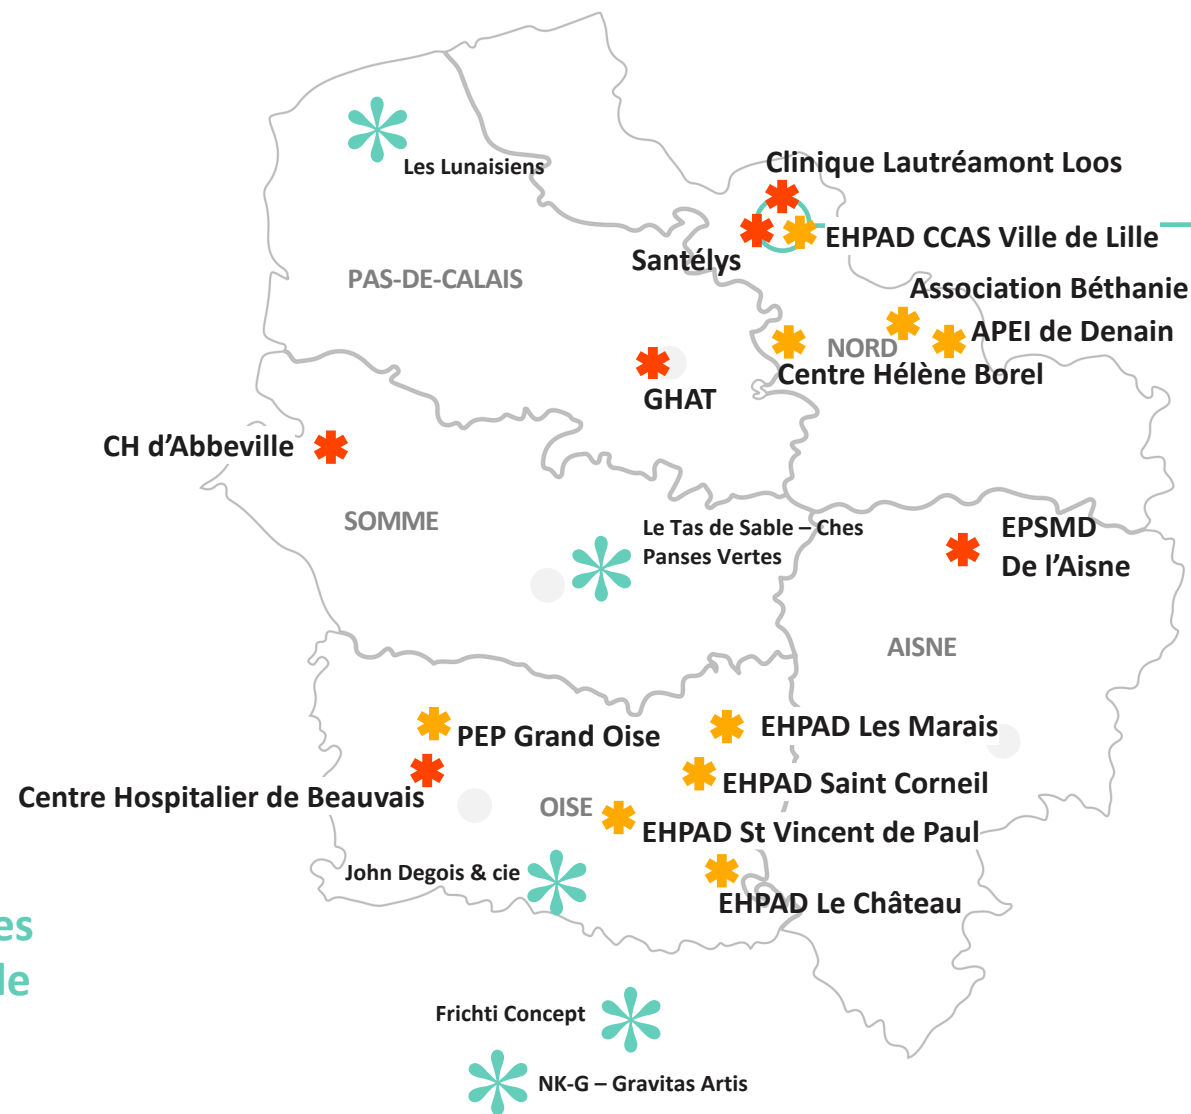 Clinique Lautréamont Loos
Les Lunaisiens
EHPAD CCAS Ville de Lille
Santélys
PAS-DE-CALAIS
Association Béthanie
APEI de Denain
NORD
Centre Hélène Borel
GHAT
CH d’Abbeville
SOMME
Le Tas de Sable – Ches
Panses Vertes
EPSMD
De l’Aisne
AISNE
PEP Grand Oise
EHPAD Les Marais
EHPAD Saint Corneil
Centre Hospitalier de Beauvais
OISE
EHPAD St Vincent de Paul
John Degois & cie
EHPAD Le Château
es
le
Frichti Concept
NK-G – Gravitas Artis